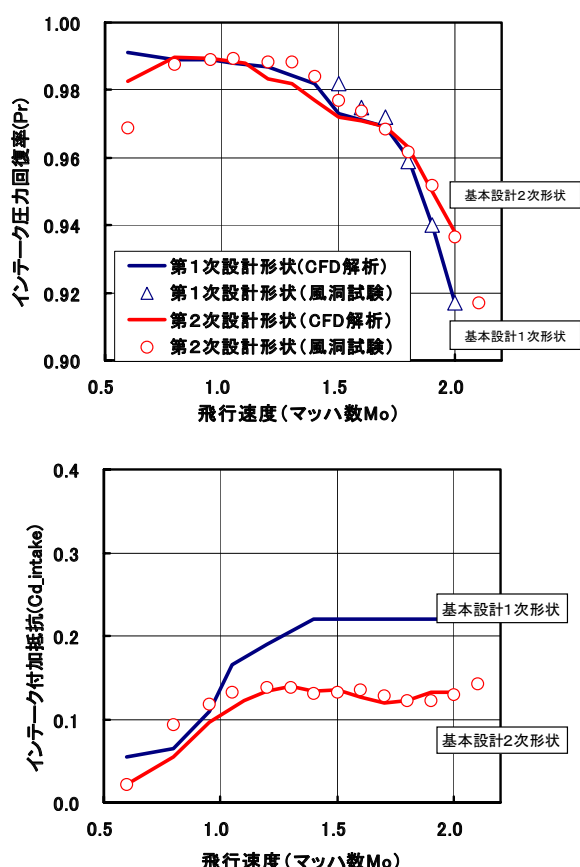 1.00
0.98
0.96
0.94
0.92
0.90
インテーク圧力回復率(Pr)
基本設計2次形状
第1次設計形状(CFD解析)
第1次設計形状(風洞試験)
第2次設計形状(CFD解析)
第2次設計形状(風洞試験)
基本設計1次形状
0.5 1.0 1.5 2.0
飛行速度(マッハ数Mo)
0.4
0.3
0.2
0.1
0.0
インテーク付加抵抗(Cd_intake)
基本設計1次形状
基本設計2次形状
0.5 1.0 1.5 2.0
飛行速度(マッハ数Mo)